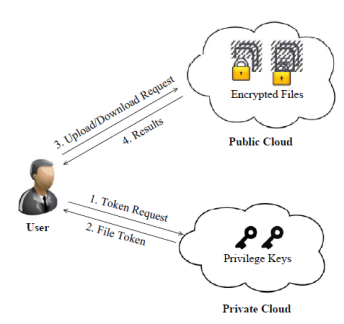 3. Upload/Download Request
4. Results
Encrypted Files
Public Cloud
User
1. Token Request
2. File Token
Privilege Keys
Private Cloud